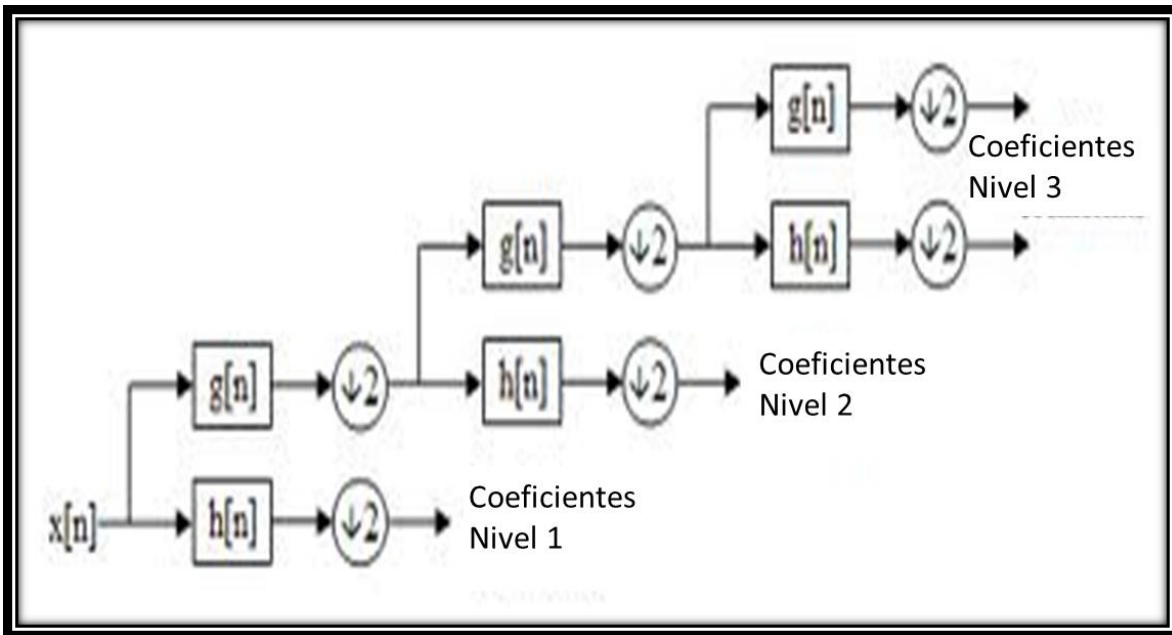 g[n] ↓2
Coeficientes
Nivel 3
g[n] ↓2 h[n] ↓2
g[n] ↓2 h[n] ↓2
Coeficientes
Nivel 2
x[n] h[n] ↓2
Coeficientes
Nivel 1